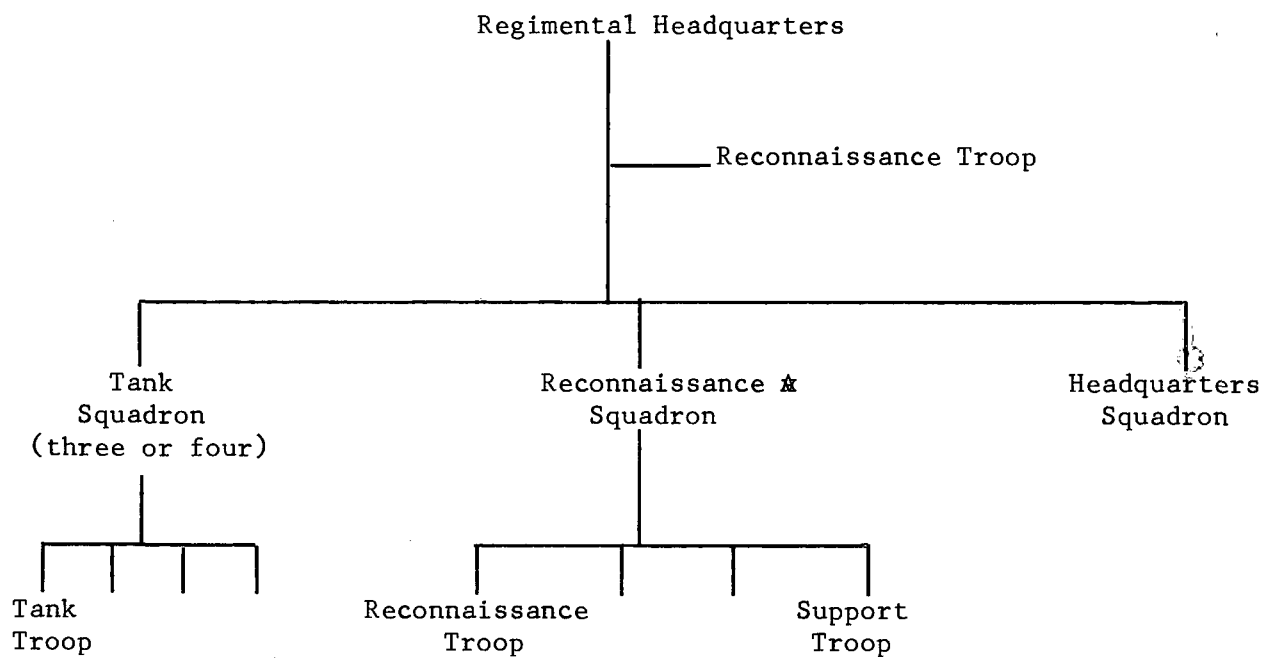 Regimental Headquarters
Reconnaissance Troop
Tank
Squadron
(three or four)
Reconnaissance ☆
Squadron
Headquarters
Squadron
Tank
Troop
Reconnaissance
Troop
Support
Troop